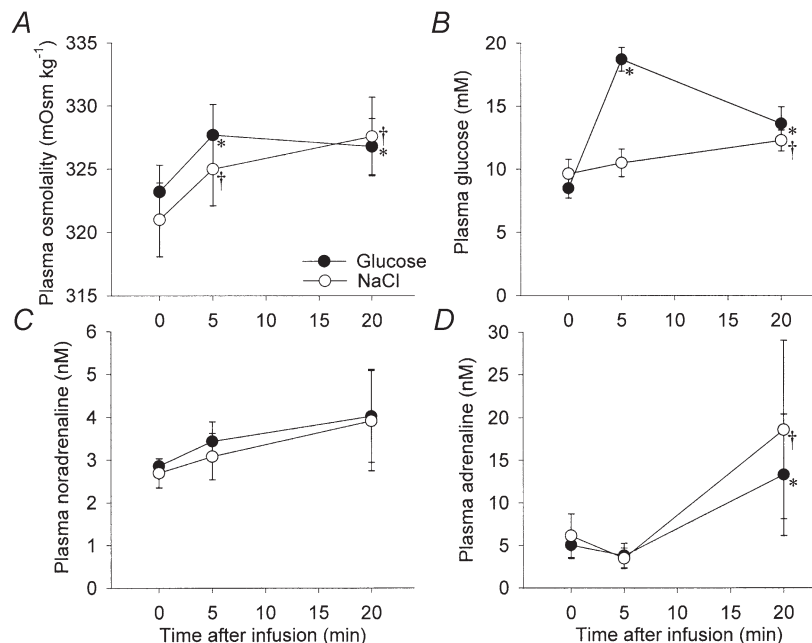 A
335
330
325
320
315
Plasma osmolality (mOsm kg-1)
* † † *
Glucose
NaCl
0 5 10 15 20
B
20
15
10
5
0
Plasma glucose (mM)
* * †
0 5 10 15 20
C
6
5
4
3
2
1
0
Plasma noradrenaline (nM)
0 5 10 15 20
Time after infusion (min)
D
30
25
20
15
10
5
0
Plasma adrenaline (nM)
† *
0 5 10 15 20
Time after infusion (min)